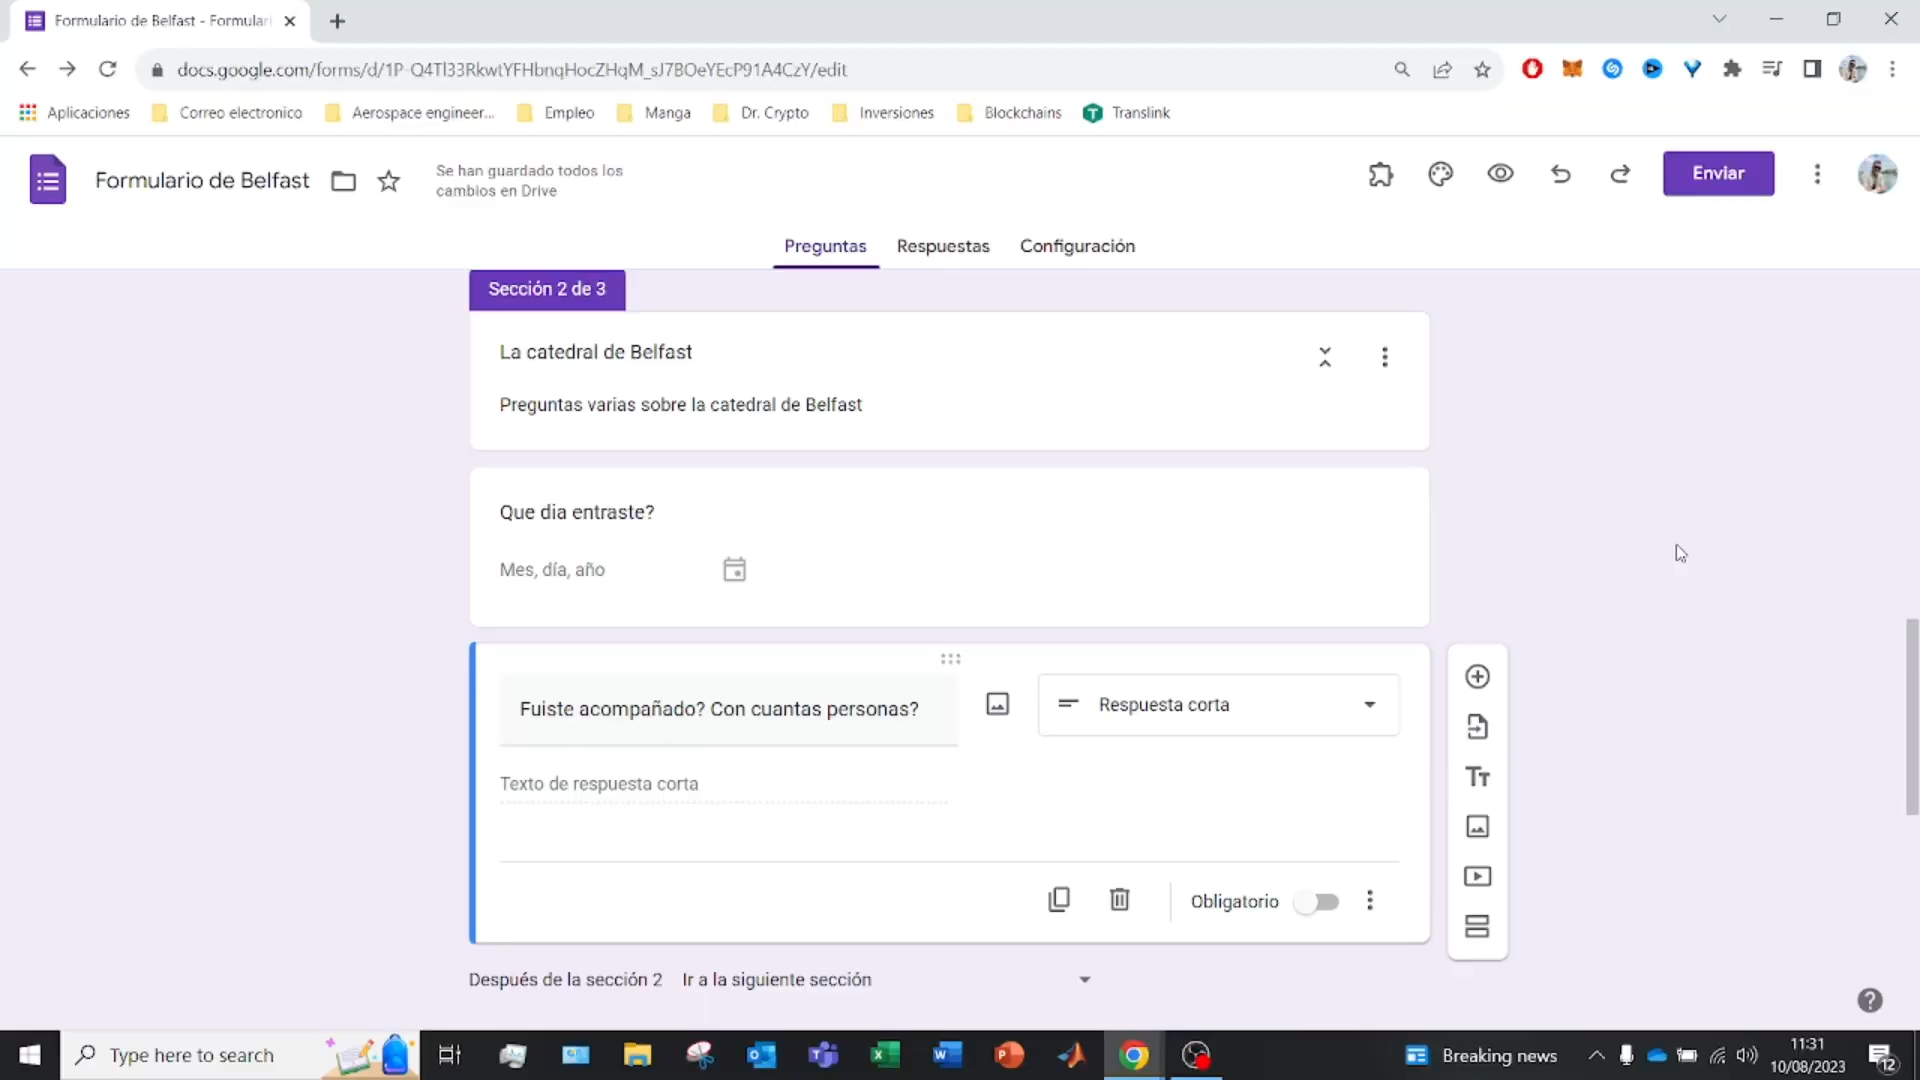 Formulario de Belfast - Formular
docs.google.com/forms/d/1P-Q4Tl33RkwtYFHbnqHocZHqM_sJ7BOeYEcP91A4CzY/edit
Aplicaciones
Correo electronico
Aerospace engineer...
Empleo
Manga
Dr. Crypto
Inversiones
Blockchains
T
Translink
Formulario de Belfast
Se han guardado todos los
cambios en Drive
Enviar
Preguntas
Respuestas
Configuración
Sección 2 de 3
La catedral de Belfast
Preguntas varias sobre la catedral de Belfast
Que dia entraste?
Mes, día, año
Fuiste acompañado? Con cuantas personas?
Respuesta corta
Texto de respuesta corta
Obligatorio
Después de la sección 2
Ir a la siguiente sección
Type here to search
Breaking news
11:31
10/08/2023
12